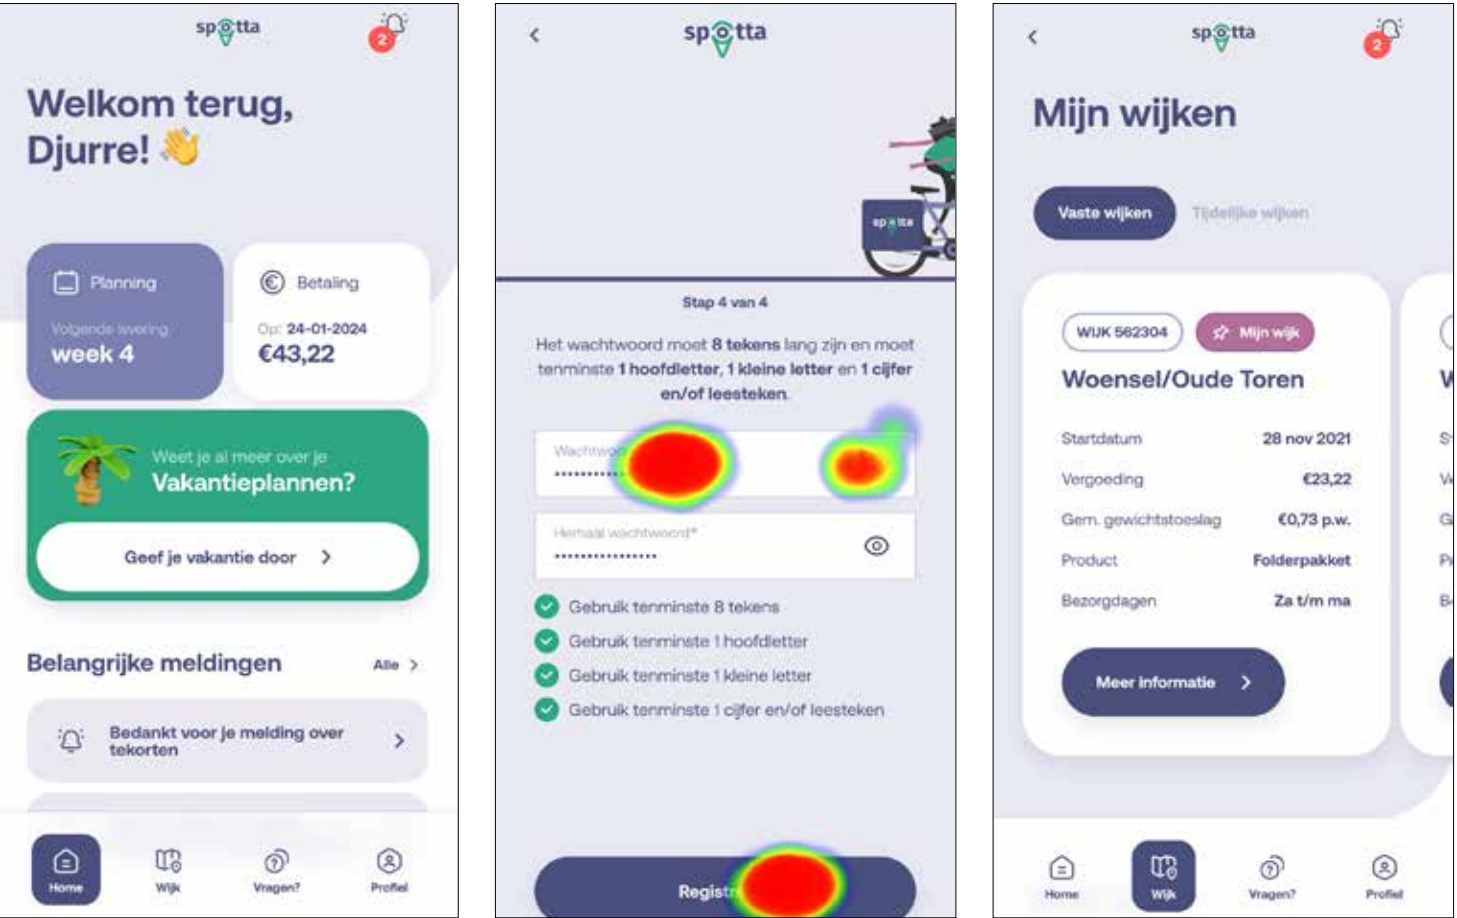 spotta
2
Welkom terug,
Djurre! 👋
Planning
Volgende levering
week 4
Betaling
Op: 24-01-2024
€43,22
Weet je al meer over je
Vakantieplannen?
Geef je vakantie door >
Belangrijke meldingen
Alle >
Bedankt voor je melding over
tekorten
Home
Wijk
Vragen?
Profiel
spotta
spotta
Stap 4 van 4
Het wachtwoord moet 8 tekens lang zijn en moet
tenminste 1 hoofdletter, 1 kleine letter en 1 cijfer
en/of leesteken.
Herhaal wachtwoord*
Gebruik tenminste 8 tekens
Gebruik tenminste 1 hoofdletter
Gebruik tenminste 1 kleine letter
Gebruik tenminste 1 cijfer en/of leesteken
spotta
2
Mijn wijken
Vaste wijken
Tijdelijke wijken
WIJK 562304
Mijn wijk
Woensel/Oude Toren
Startdatum 28 nov 2021
Vergoeding €23,22
Gem. gewichtstoeslag €0,73 p.w.
Product Folderpakket
Bezorgdagen Za t/m ma
Meer informatie >
Home
Wijk
Vragen?
Profiel